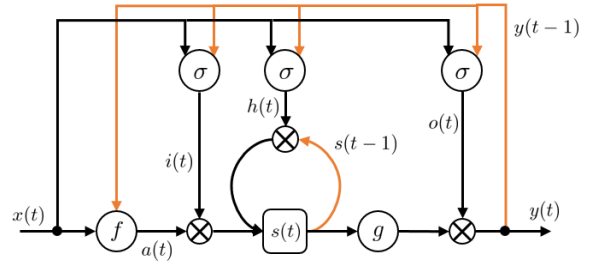 y(t−1)
σ σ σ
h(t) o(t)
i(t) s(t−1)
x(t) y(t)
f s(t) g
a(t)